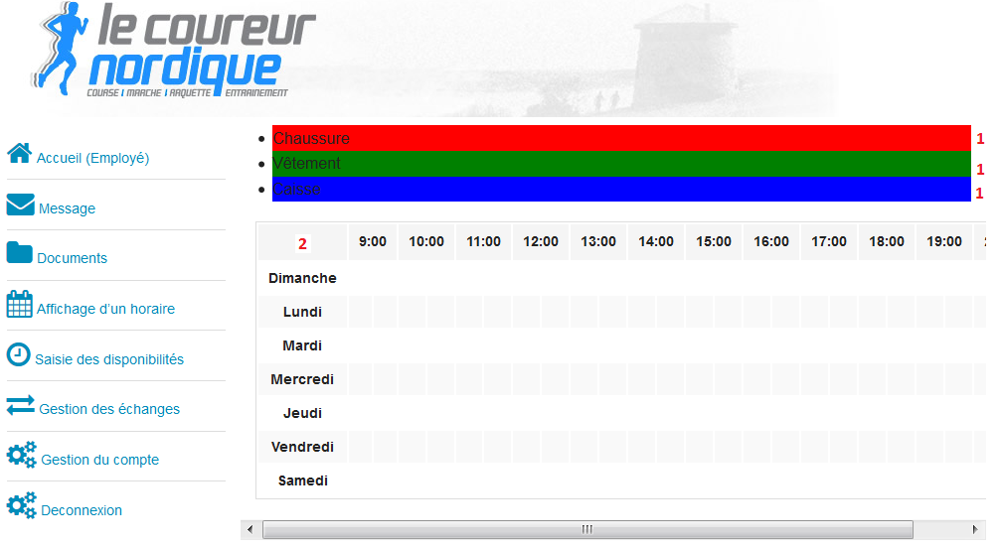 le coureur
nordique
COURSE | MARCHE | RAQUETTE | ENTRAINEMENT
Accueil (Employé)
Message
Documents
Affichage d'un horaire
Saisie des disponibilités
Gestion des échanges
Gestion du compte
Deconnexion
Chaussure 1
Vêtement 1
1
2 9:00 10:00 11:00 12:00 13:00 14:00 15:00 16:00 17:00 18:00 19:00
Dimanche
Lundi
Mardi
Mercredi
Jeudi
Vendredi
Samedi